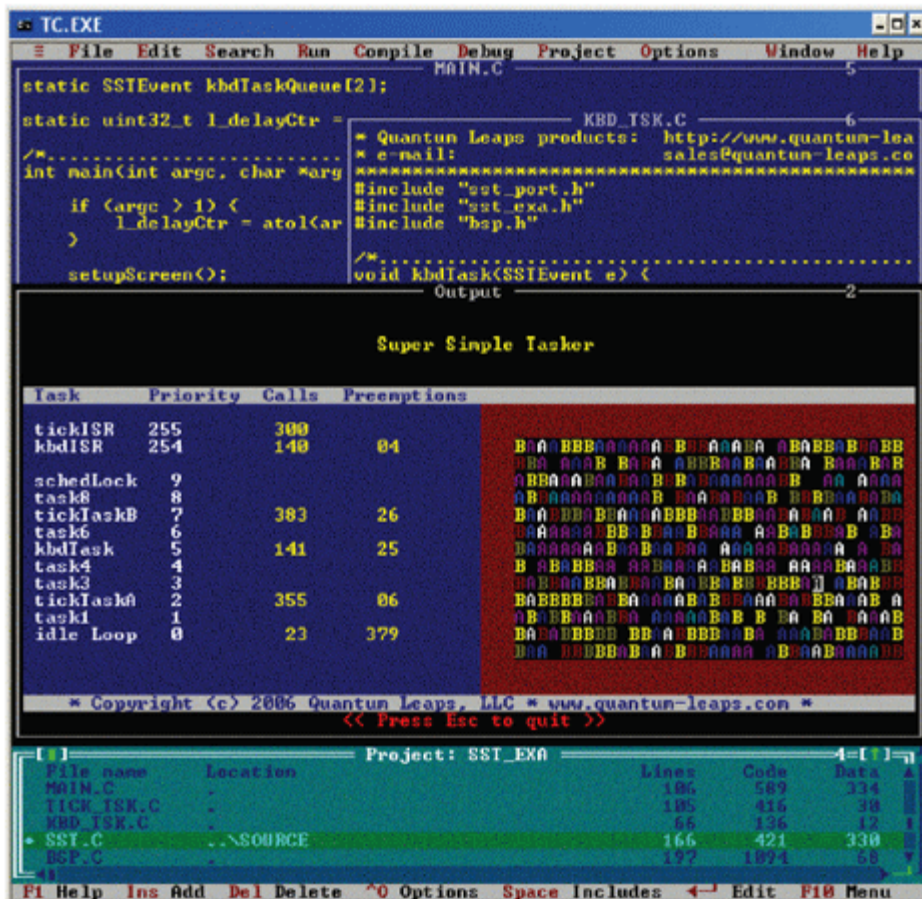 TC.EXE
≡ File Edit Search Run Compile Debug Project Options Window Help
MAIN.C 5
static SSTEvent kbdTaskQueue[2];
static uint32_t l_delayCtr =
/*..........................
int main(int argc, char *arg
if (argc > 1) {
l_delayCtr = atol(ar
}
setupScreen();
KBD_TSK.C 6
* Quantum Leaps products: http://www.quantum-lea
* e-mail: sales@quantum-leaps.co
#include "sst_port.h"
#include "sst_exa.h"
#include "bsp.h"
void kbdTask(SSTEvent e) {
Output 2
Super Simple Tasker
Task Priority Calls Preemptions
tickISR 255 300
kbdISR 254 140 04
schedLock 9
task8 8
tickTaskB 7 383 26
task6 6
kbdTask 5 141 25
task4 4
task3 3
tickTaskA 2 355 06
task1 1
idle Loop 0 23 379
* Copyright (c) 2006 Quantum Leaps, LLC * www.quantum-leaps.com *
<< Press Esc to quit >>
Project: SST_EXA 4
File name Location Lines Code Data
MAIN.C . 106 589 334
TICK_TSK.C . 105 416 30
KBD_TSK.C . 66 136 12
SST.C ..\SOURCE 166 421 330
BSP.C . 197 1094 68
F1 Help Ins Add Del Delete ^O Options Space Includes ←┘ Edit F10 Menu